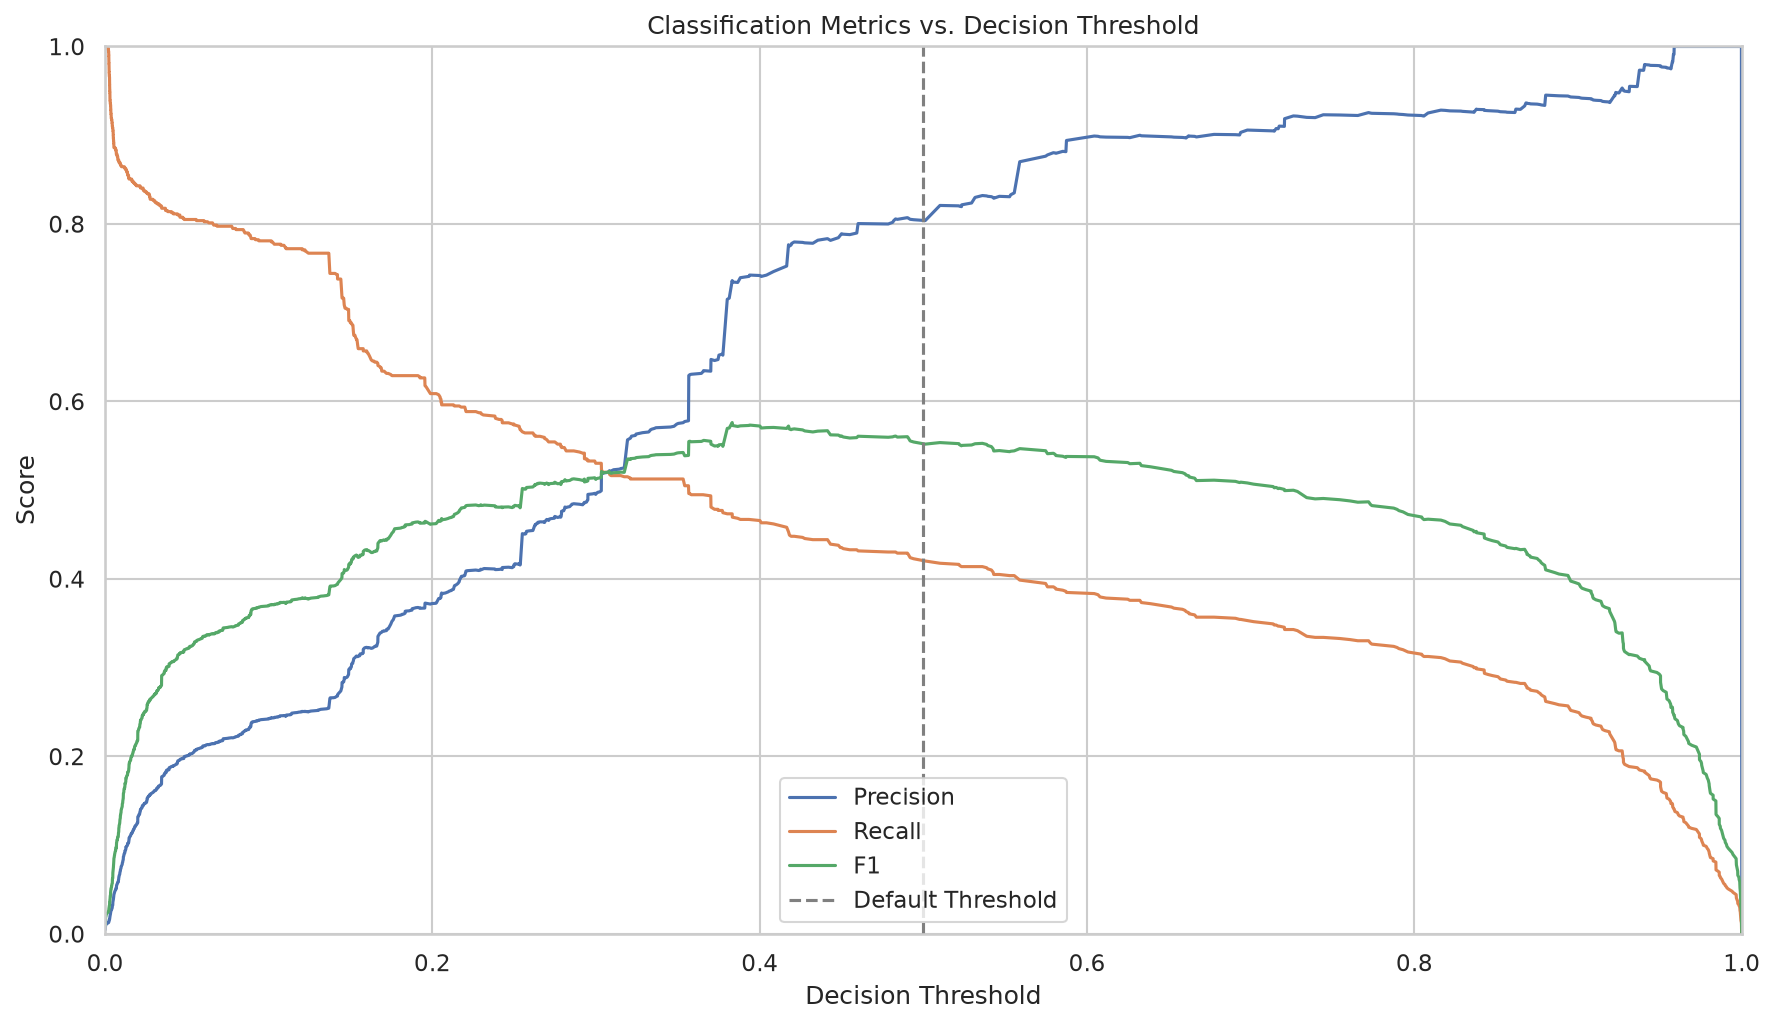 Classification Metrics vs. Decision Threshold
1.0
0.8
0.6
0.4
0.2
0.0
Score
Precision
Recall
F1
Default Threshold
0.0 0.2 0.4 0.6 0.8 1.0
Decision Threshold